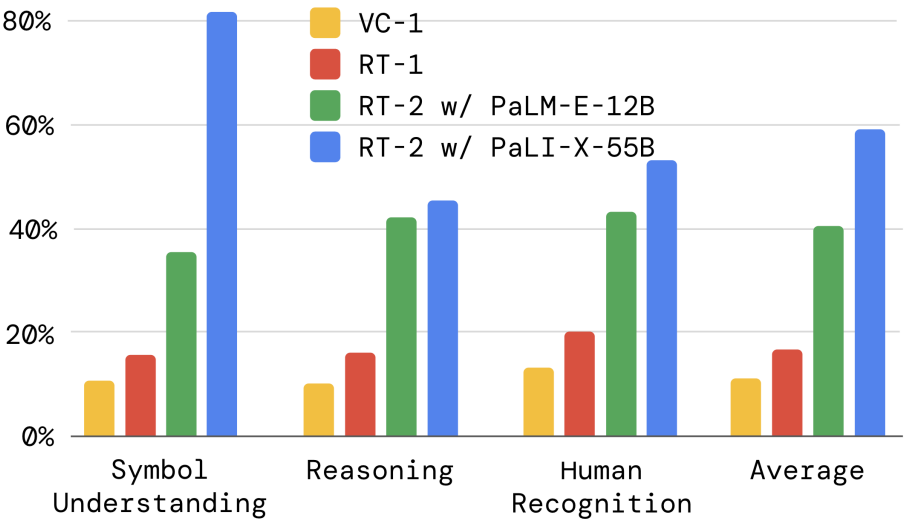 80%
60%
40%
20%
0%
VC-1
RT-1
RT-2 w/ PaLM-E-12B
RT-2 w/ PaLI-X-55B
Symbol
Understanding
Reasoning
Human
Recognition
Average